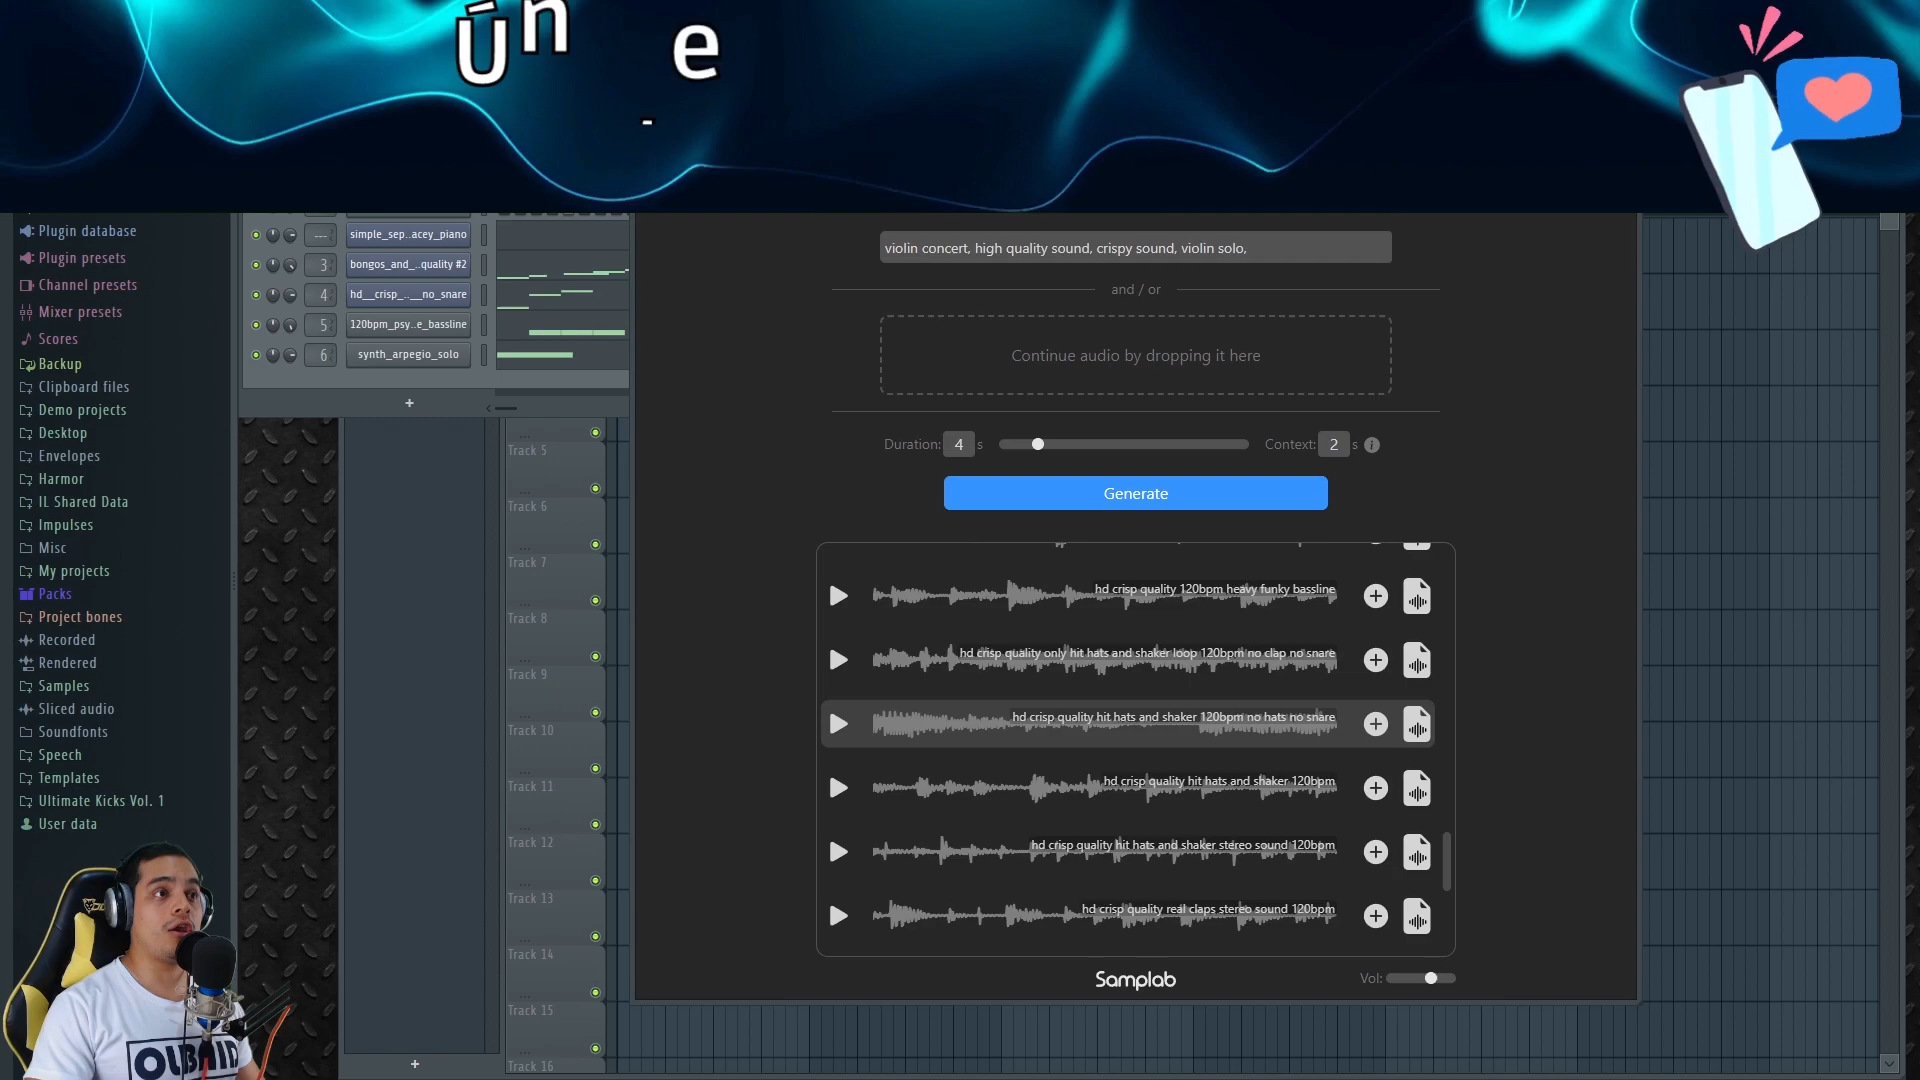 Ún e
-
Plugin database
Plugin presets
Channel presets
Mixer presets
Scores
Backup
Clipboard files
Demo projects
Desktop
Envelopes
Harmor
IL Shared Data
Impulses
Misc
My projects
Packs
Project bones
Recorded
Rendered
Samples
Sliced audio
Soundfonts
Speech
Templates
Ultimate Kicks Vol. 1
User data
--- simple_sep..acey_piano
3 bongos_and_..quality #2
4 hd__crisp_..__no_snare
5 120bpm_psy..e_bassline
6 synth_arpegio_solo
+
Track 5
Track 6
Track 7
Track 8
Track 9
Track 10
Track 11
Track 12
Track 13
Track 14
Track 15
Track 16
+
violin concert, high quality sound, crispy sound, violin solo,
and / or
Continue audio by dropping it here
Duration: 4 s Context: 2 s i
Generate
hd crisp quality 120bpm heavy funky bassline
hd crisp quality only hit hats and shaker loop 120bpm no clap no snare
hd crisp quality hit hats and shaker 120bpm no hats no snare
hd crisp quality hit hats and shaker 120bpm
hd crisp quality hit hats and shaker stereo sound 120bpm
hd crisp quality real claps stereo sound 120bpm
Samplab
Vol:
OLBAID